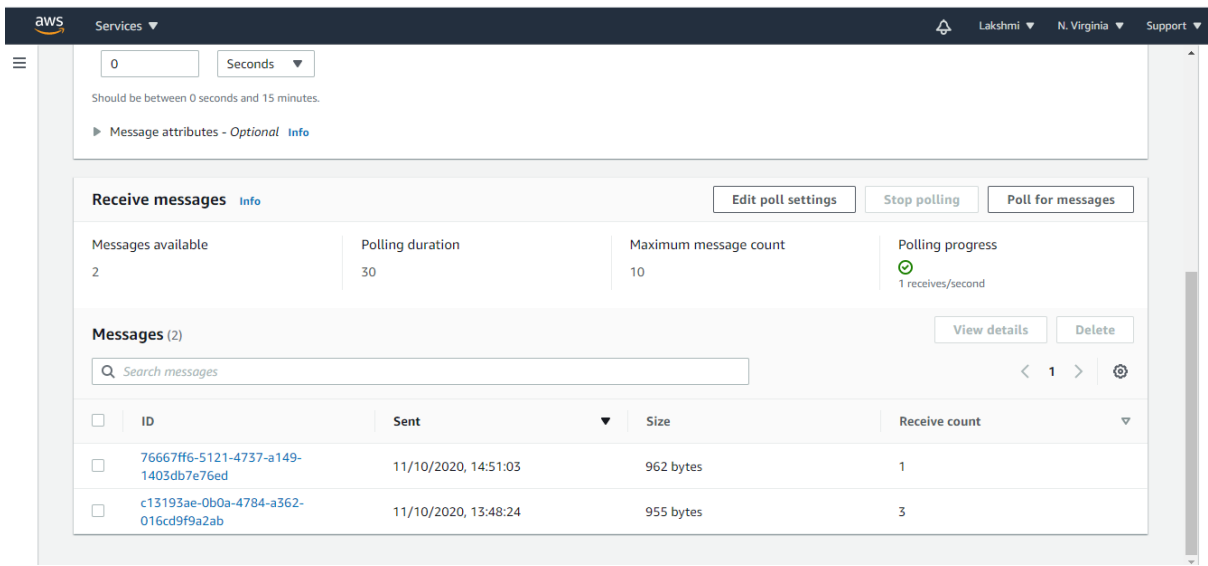 aws Services Lakshmi N. Virginia Support
0 Seconds
Should be between 0 seconds and 15 minutes.
Message attributes - Optional Info
Receive messages Info Edit poll settings Stop polling Poll for messages
Messages available Polling duration Maximum message count Polling progress
2 30 10
1 receives/second
Messages (2) View details Delete
Search messages 1
ID Sent Size Receive count
76667ff6-5121-4737-a149-
1403db7e76ed 11/10/2020, 14:51:03 962 bytes 1
c13193ae-0b0a-4784-a362-
016cd9f9a2ab 11/10/2020, 13:48:24 955 bytes 3